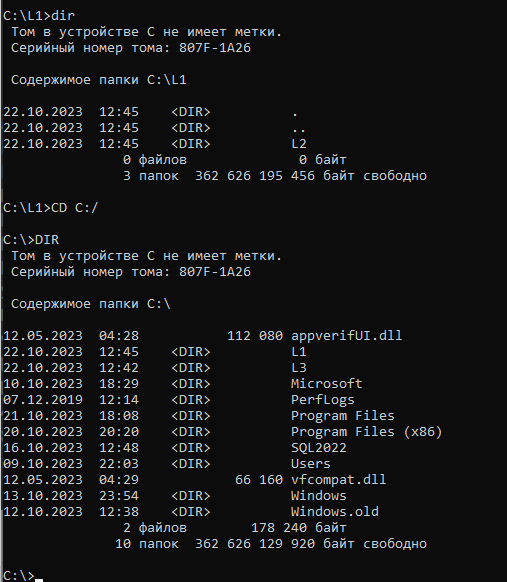 C:\L1>dir
Том в устройстве C не имеет метки.
Серийный номер тома: 807F-1A26
Содержимое папки C:\L1
22.10.2023 12:45 <DIR> .
22.10.2023 12:45 <DIR> ..
22.10.2023 12:45 <DIR> L2
0 файлов 0 байт
3 папок 362 626 195 456 байт свободно
C:\L1>CD C:/
C:\>DIR
Том в устройстве C не имеет метки.
Серийный номер тома: 807F-1A26
Содержимое папки C:\
12.05.2023 04:28 112 080 appverifUI.dll
22.10.2023 12:45 <DIR> L1
22.10.2023 12:42 <DIR> L3
10.10.2023 18:29 <DIR> Microsoft
07.12.2019 12:14 <DIR> PerfLogs
21.10.2023 18:08 <DIR> Program Files
20.10.2023 20:20 <DIR> Program Files (x86)
16.10.2023 12:48 <DIR> SQL2022
09.10.2023 22:03 <DIR> Users
12.05.2023 04:29 66 160 vfcompat.dll
13.10.2023 23:54 <DIR> Windows
12.10.2023 12:38 <DIR> Windows.old
2 файлов 178 240 байт
10 папок 362 626 129 920 байт свободно
C:\>